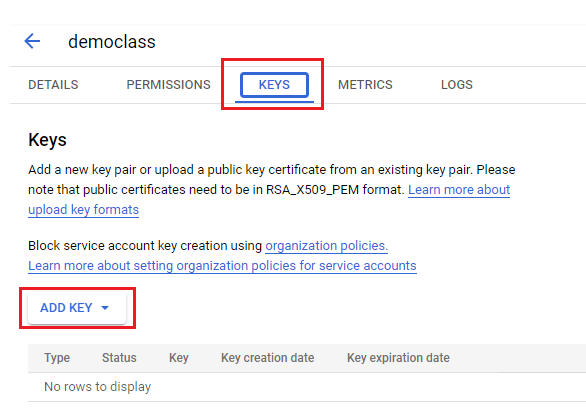 democlass
DETAILS PERMISSIONS KEYS METRICS LOGS
Keys
Add a new key pair or upload a public key certificate from an existing key pair. Please
note that public certificates need to be in RSA_X509_PEM format. Learn more about
upload key formats
Block service account key creation using organization policies.
Learn more about setting organization policies for service accounts
ADD KEY
Type Status Key Key creation date Key expiration date
No rows to display